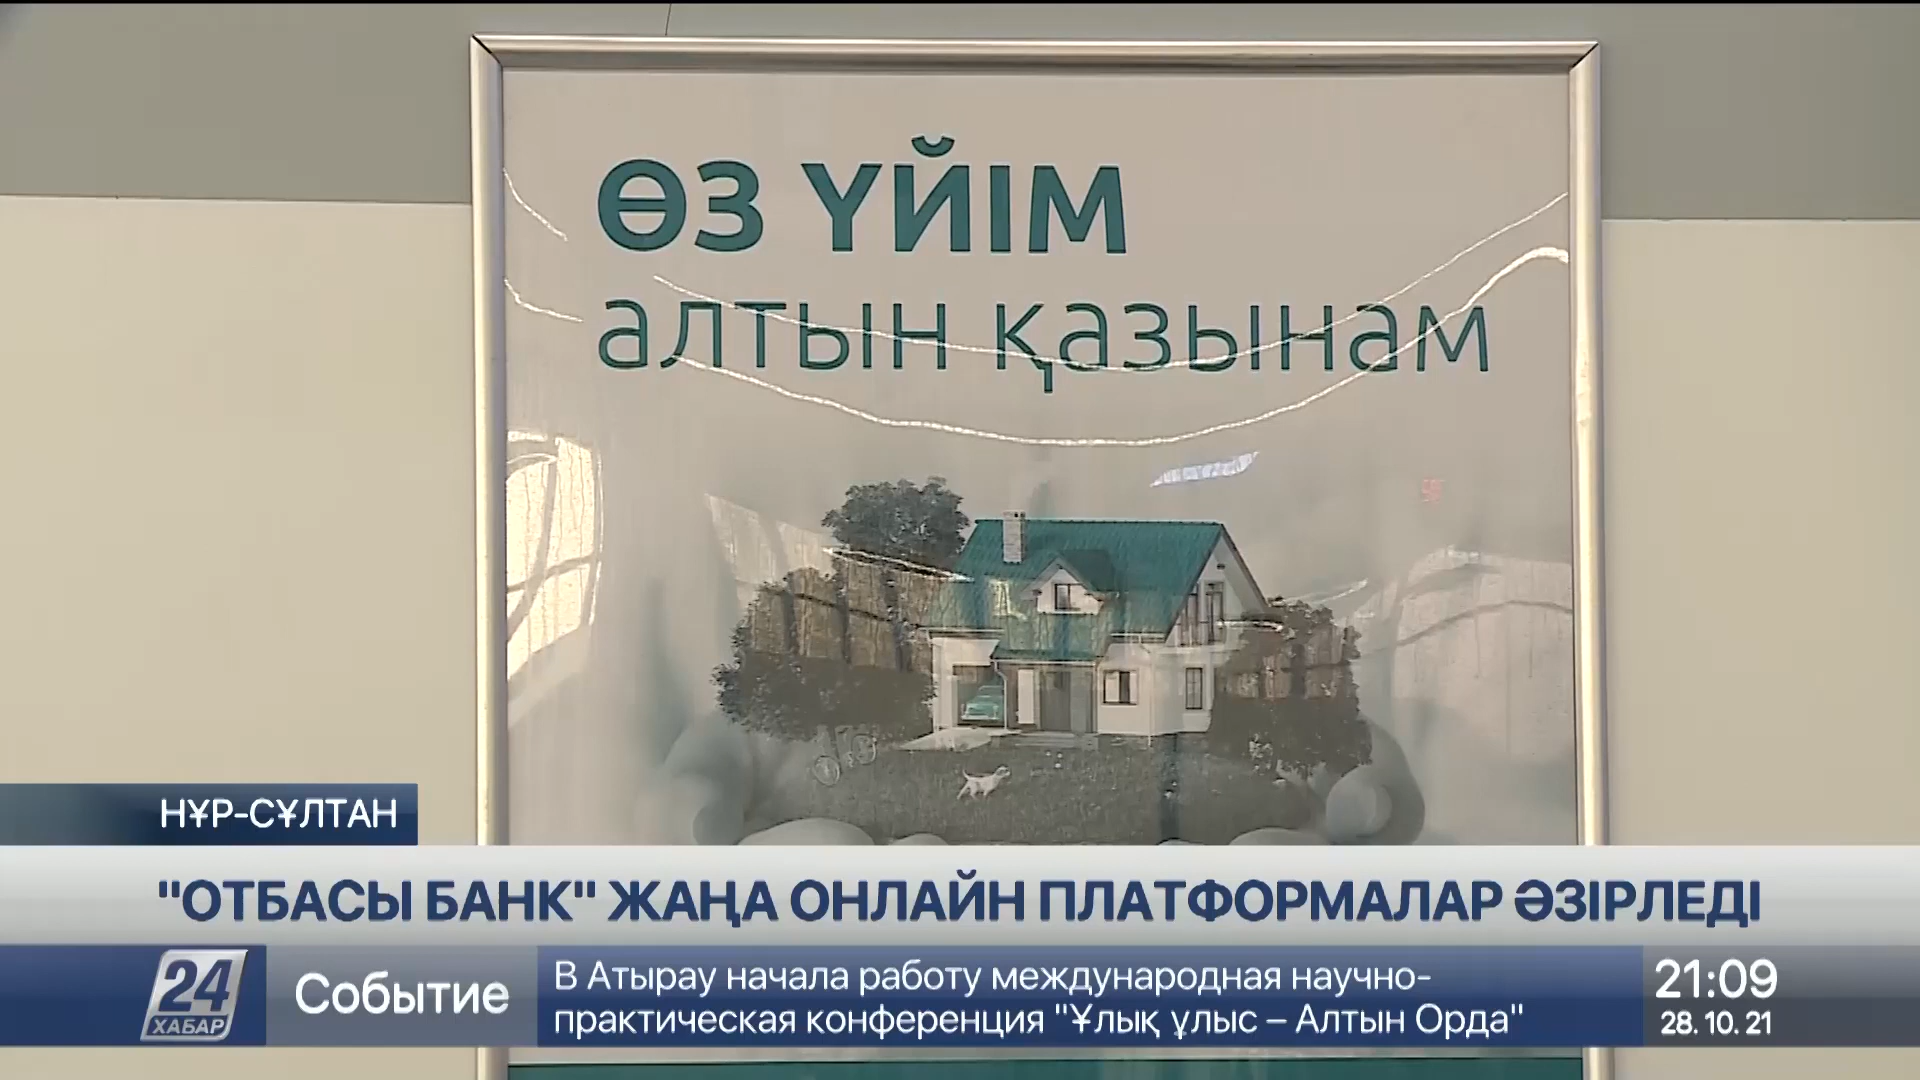 ӨЗ ҮЙІМ
алтын қазынам
НҰР-СҰЛТАН
"ОТБАСЫ БАНК" ЖАҢА ОНЛАЙН ПЛАТФОРМАЛАР ӘЗІРЛЕДІ
24
ХАБАР
Событие
В Атырау начала работу международная научно-
практическая конференция "Ұлық ұлыс – Алтын Орда"
21:09
28. 10. 21